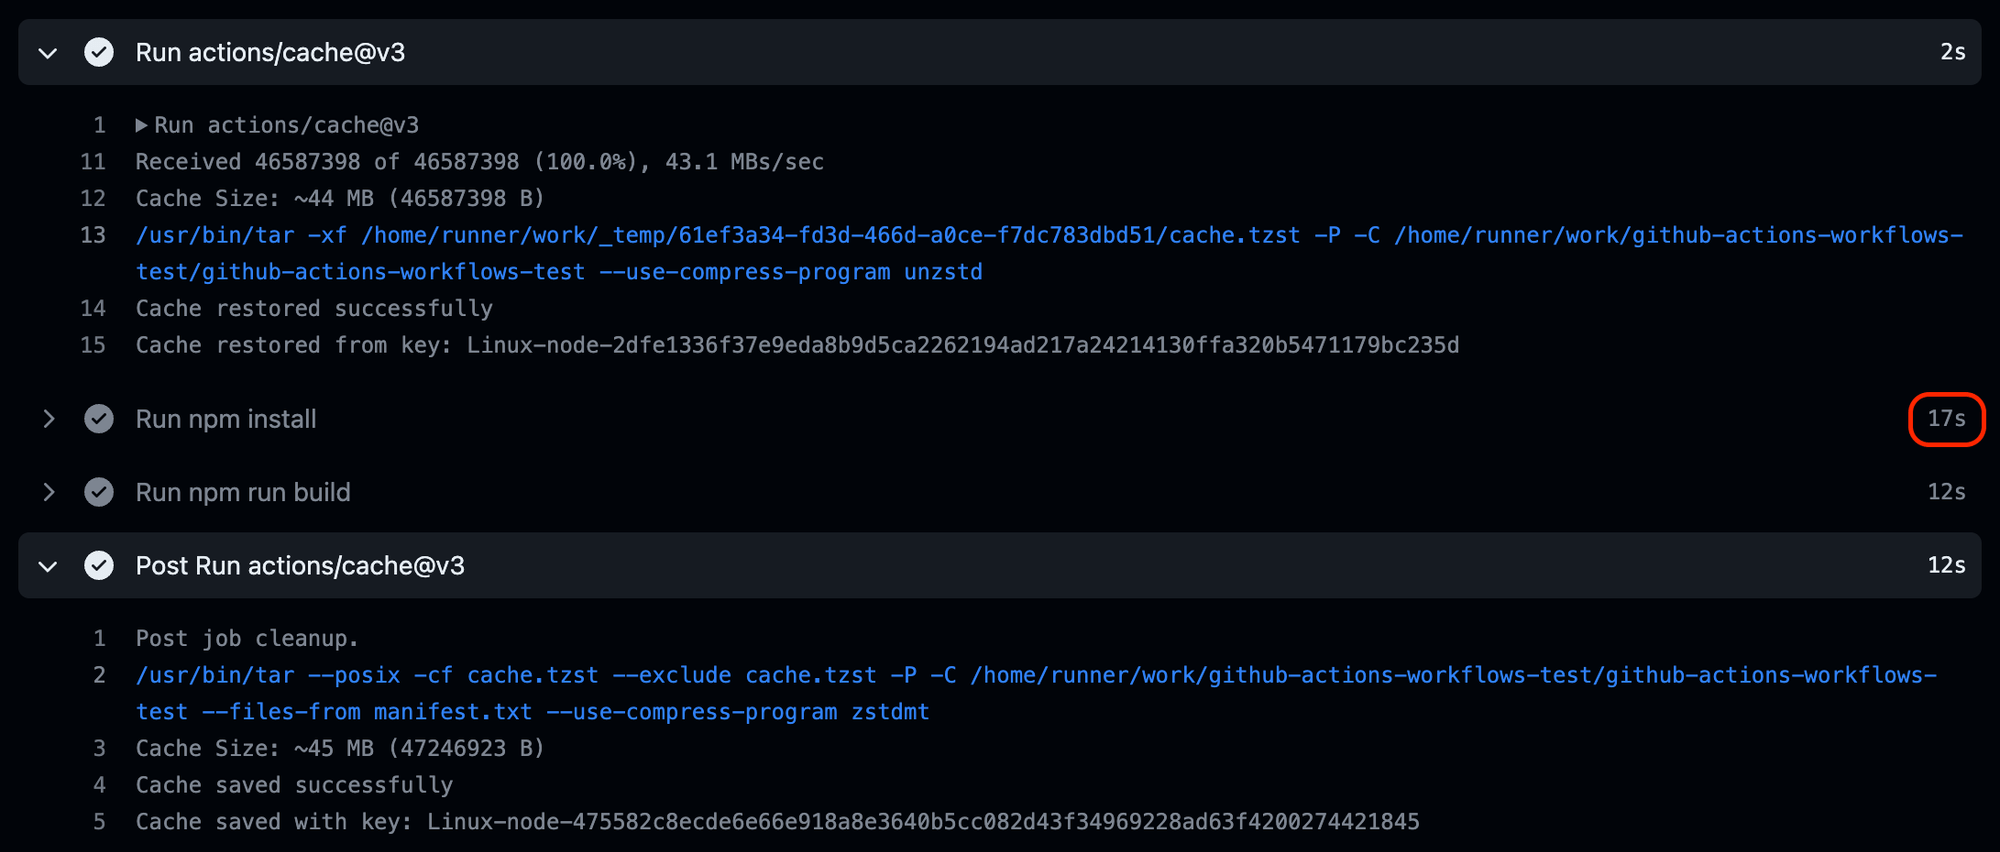 Run actions/cache@v3 2s
1 Run actions/cache@v3
11 Received 46587398 of 46587398 (100.0%), 43.1 MBs/sec
12 Cache Size: ~44 MB (46587398 B)
13 /usr/bin/tar -xf /home/runner/work/_temp/61ef3a34-fd3d-466d-a0ce-f7dc783dbd51/cache.tzst -P -C /home/runner/work/github-actions-workflows-
test/github-actions-workflows-test --use-compress-program unzstd
14 Cache restored successfully
15 Cache restored from key: Linux-node-2dfe1336f37e9eda8b9d5ca2262194ad217a24214130ffa320b5471179bc235d
Run npm install 17s
Run npm run build 12s
Post Run actions/cache@v3 12s
1 Post job cleanup.
2 /usr/bin/tar --posix -cf cache.tzst --exclude cache.tzst -P -C /home/runner/work/github-actions-workflows-test/github-actions-workflows-
test --files-from manifest.txt --use-compress-program zstdmt
3 Cache Size: ~45 MB (47246923 B)
4 Cache saved successfully
5 Cache saved with key: Linux-node-475582c8ecde6e66e918a8e3640b5cc082d43f34969228ad63f4200274421845